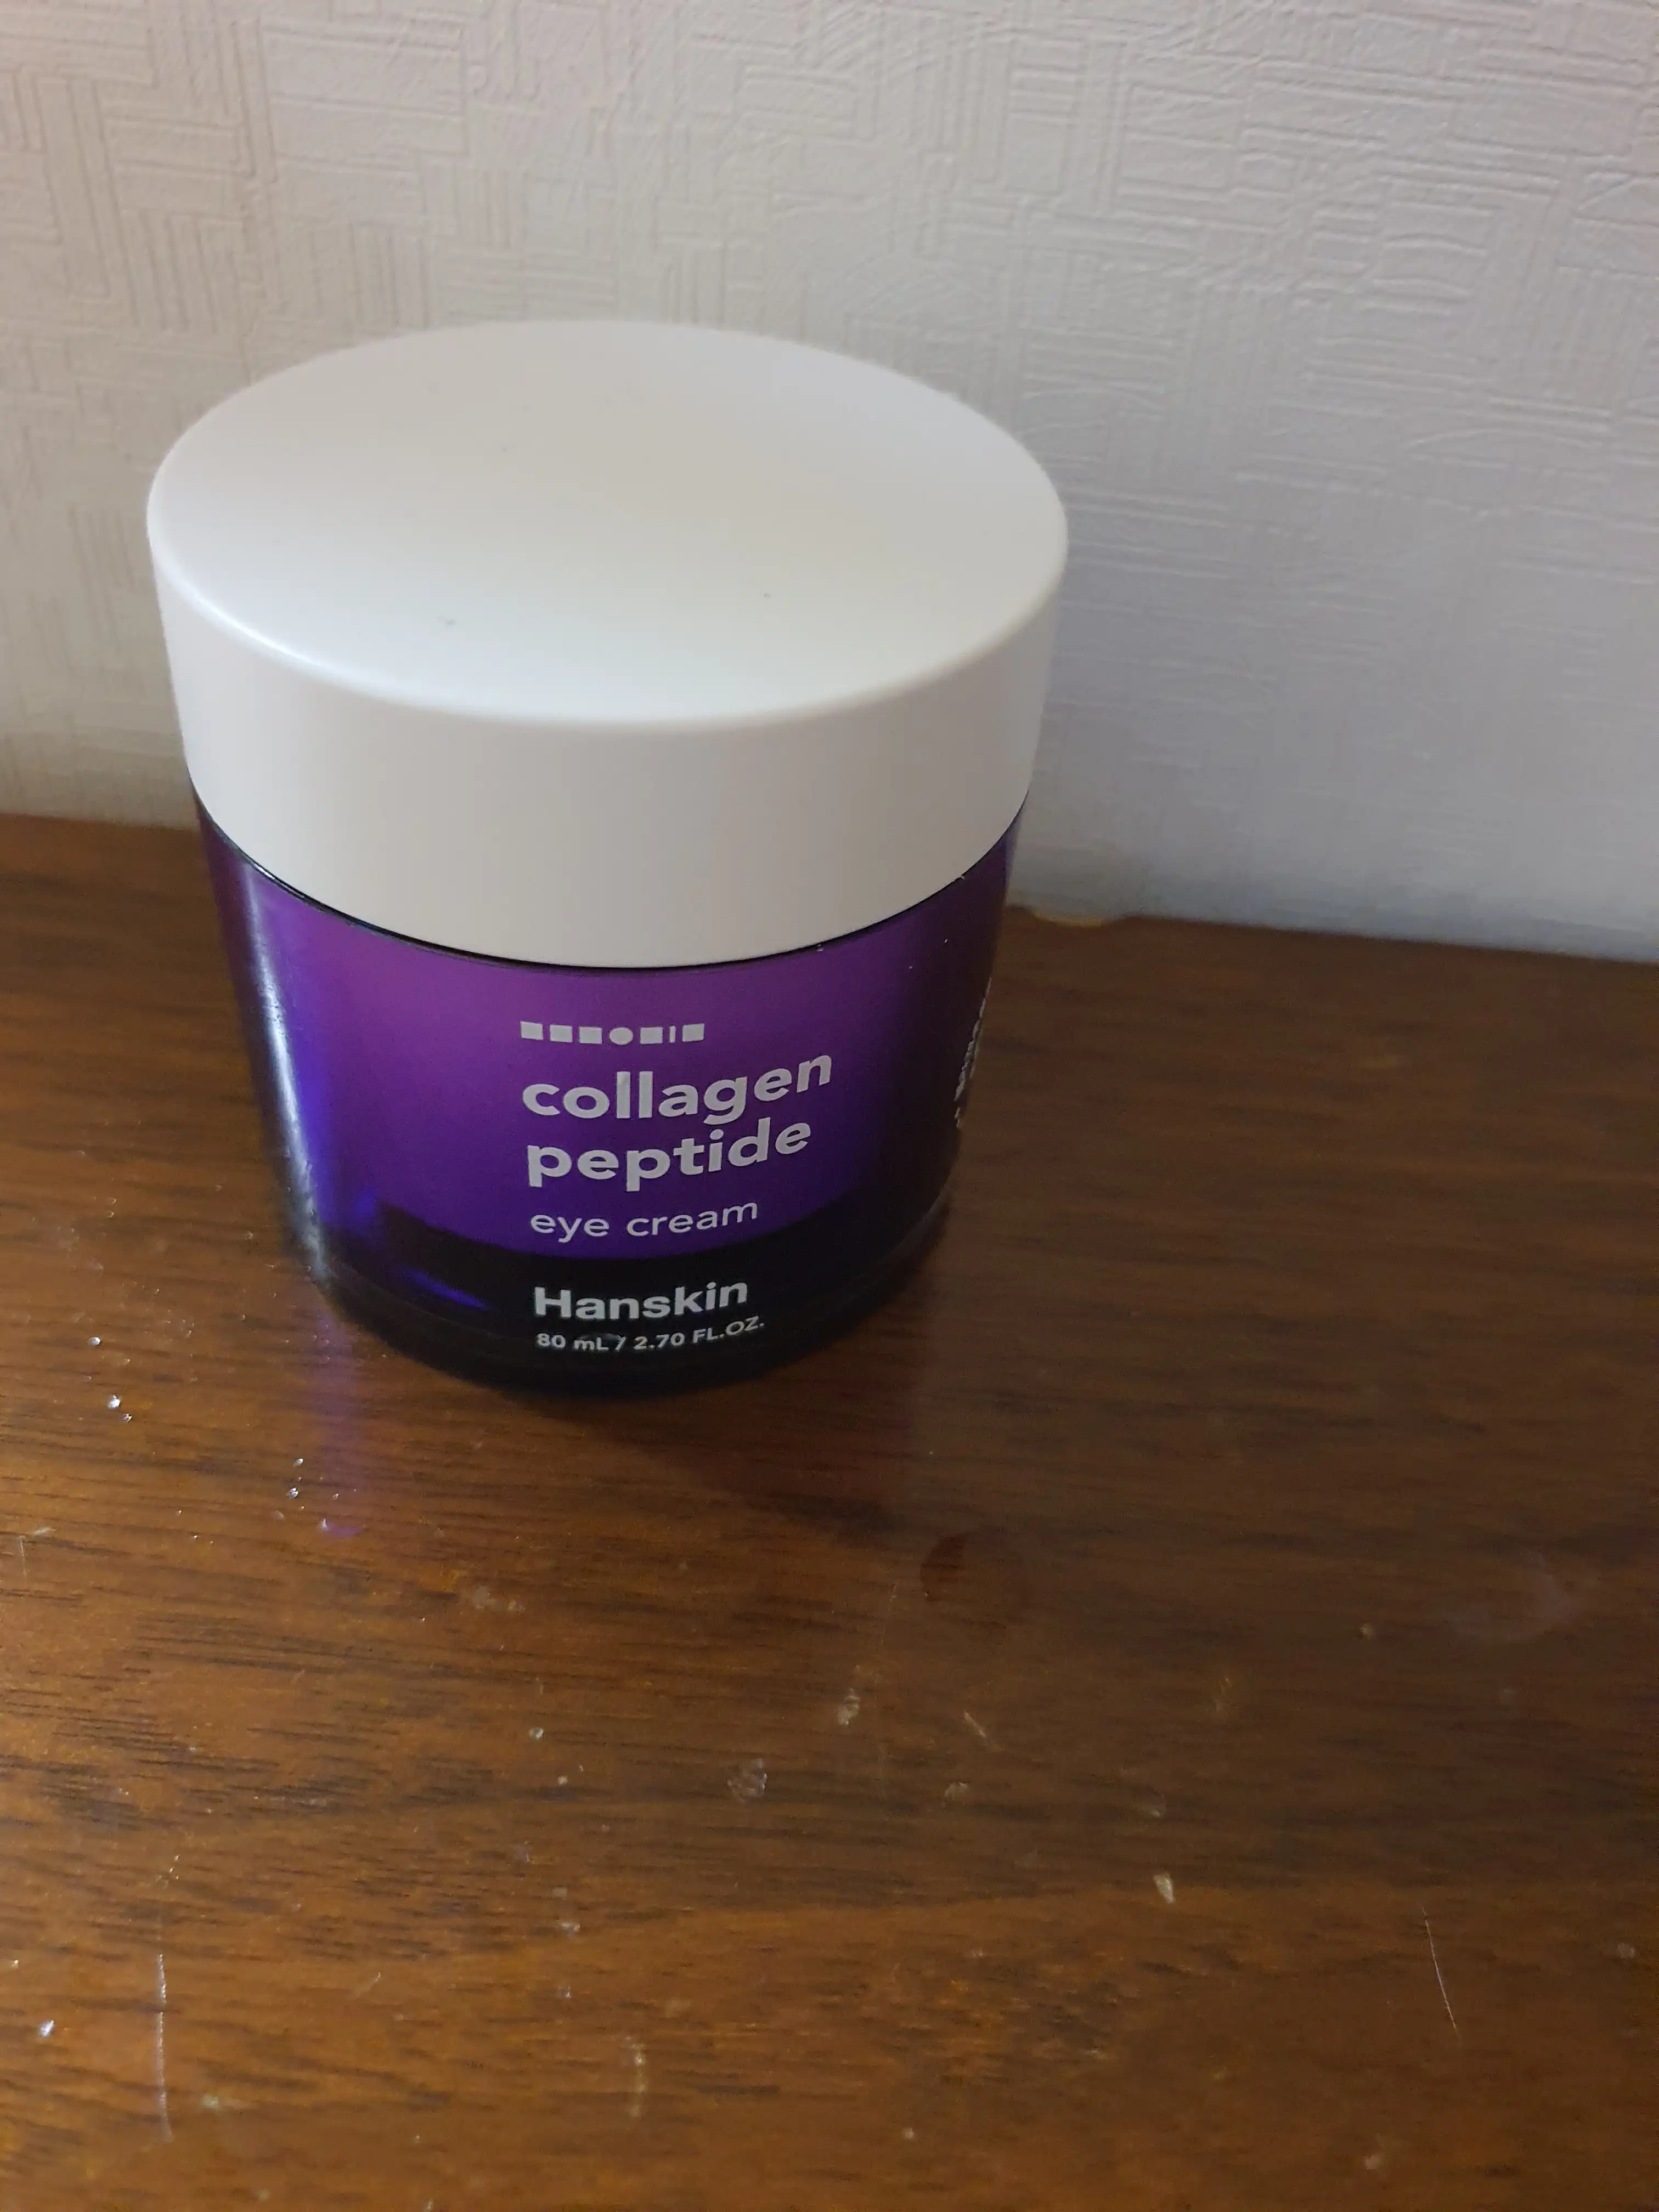 collagen
peptide
eye cream
Hanskin
80 mL / 2.70 FL.OZ.